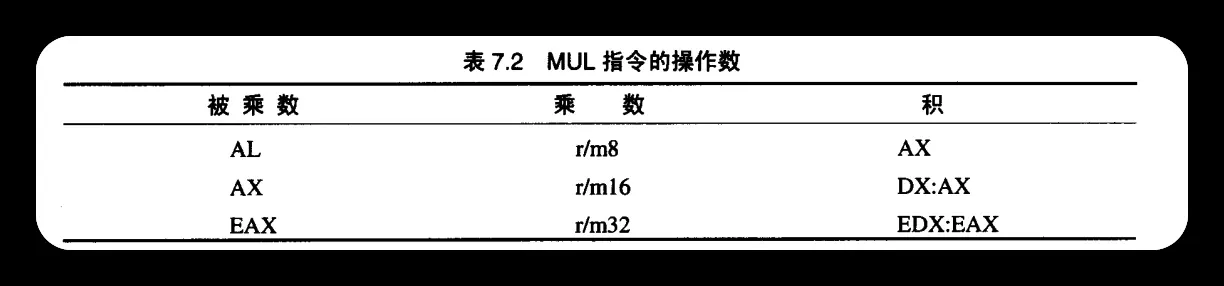 表 7.2 MUL 指令的操作数
被 乘 数 乘 数 积
AL r/m8 AX
AX r/m16 DX:AX
EAX r/m32 EDX:EAX